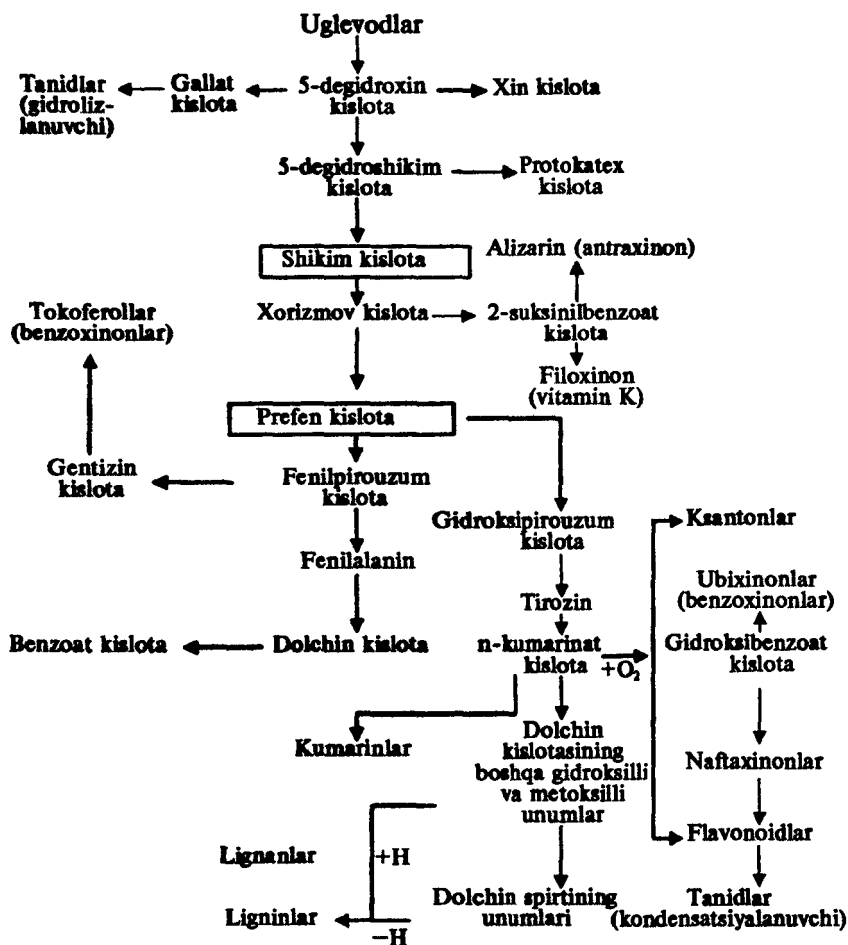 Uglevodlar
Tanidlar
(gidroliz-
lanuvchi)
Gallat
kislota
5-degidroxin
kislota
Xin kislota
5-degidroshikim
kislota
Protokatex
kislota
Shikim kislota
Alizarin (antraxinon)
Xorizmov kislota
2-suksinilbenzoat
kislota
Tokoferollar
(benzoxinonlar)
Filoxinon
(vitamin K)
Prefen kislota
Gentizin
kislota
Fenilpirouzum
kislota
Gidroksipirouzum
kislota
Ksantonlar
Fenilalanin
Tirozin
Ubixinonlar
(benzoxinonlar)
Benzoat kislota
Dolchin kislota
n-kumarinat
kislota
+O₂
Gidroksibenzoat
kislota
Kumarinlar
Dolchin
kislotasining
boshqa gidroksilli
va metoksilli
unumlar
Naftaxinonlar
Flavonoidlar
Lignanlar
+H
Ligninlar
−H
Dolchin spirtining
unumlari
Tanidlar
(kondensatsiyalanuvchi)